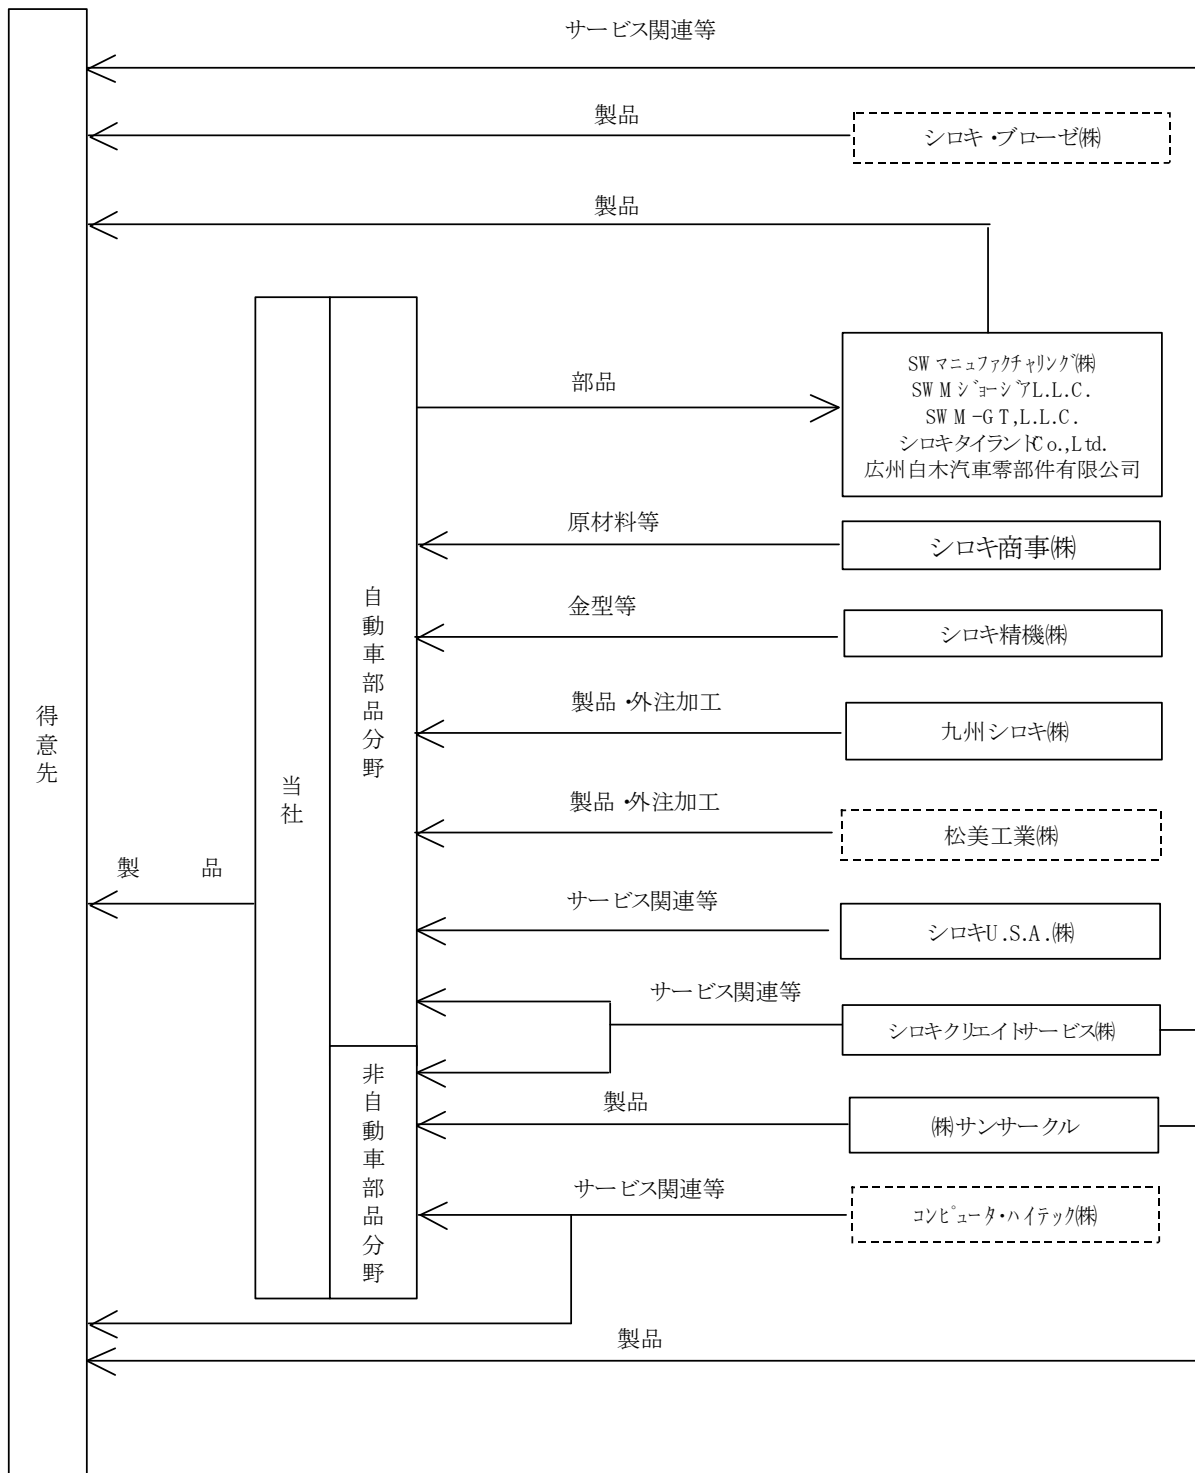 サービス関連等
製品
シロキ・ブローゼ㈱
製品
部品
SWマニュファクチャリング㈱
SWMジョージアL.L.C.
SWM-GT,L.L.C.
シロキタイランドCo.,Ltd.
広州白木汽車零部件有限公司
原材料等
シロキ商事㈱
金型等
シロキ精機㈱
自動車部品分野
製品・外注加工
九州シロキ㈱
得意先
当社
製品・外注加工
松美工業㈱
製品
サービス関連等
シロキU.S.A.㈱
サービス関連等
シロキクリエイトサービス㈱
非自動車部品分野
製品
㈱サンサークル
サービス関連等
コンピュータ・ハイテック㈱
製品